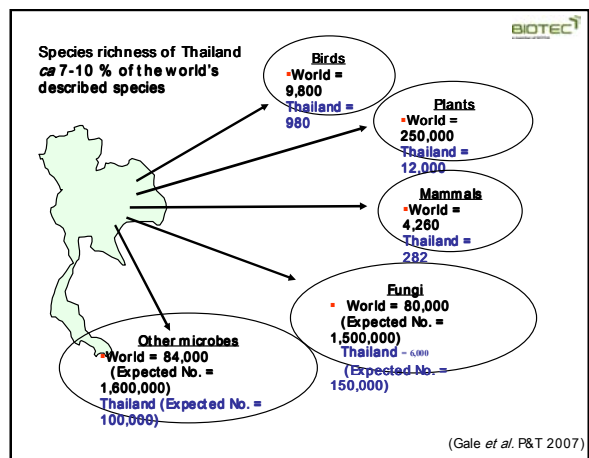 BIOTEC
Species richness of Thailand
ca 7-10 % of the world's
described species
Birds
▪World =
9,800
Thailand =
980
Plants
▪World =
250,000
Thailand =
12,000
Mammals
▪World =
4,260
Thailand =
282
Fungi
▪ World = 80,000
(Expected No. =
1,500,000)
Thailand = 6,000
(Expected No. =
150,000)
Other microbes
▪World = 84,000
(Expected No. =
1,600,000)
Thailand (Expected No. =
100,000)
(Gale et al. P&T 2007)